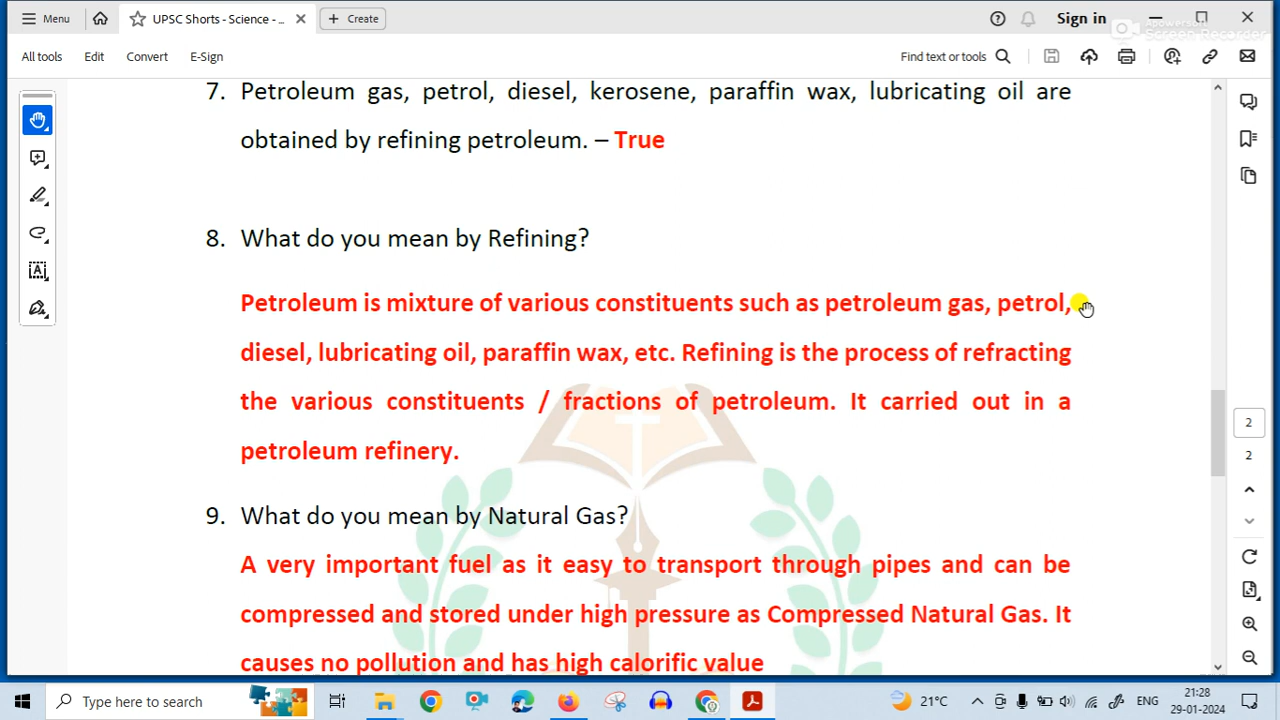 Menu
UPSC Shorts - Science - ...
Create
Sign in
Apowersoft
Screen Recorder
All tools
Edit
Convert
E-Sign
Find text or tools
7. Petroleum gas, petrol, diesel, kerosene, paraffin wax, lubricating oil are
obtained by refining petroleum. – True
8. What do you mean by Refining?
Petroleum is mixture of various constituents such as petroleum gas, petrol,
diesel, lubricating oil, paraffin wax, etc. Refining is the process of refracting
the various constituents / fractions of petroleum. It carried out in a
petroleum refinery.
9. What do you mean by Natural Gas?
A very important fuel as it easy to transport through pipes and can be
compressed and stored under high pressure as Compressed Natural Gas. It
causes no pollution and has high calorific value
2
2
Type here to search
21°C
ENG
21:28
29-01-2024